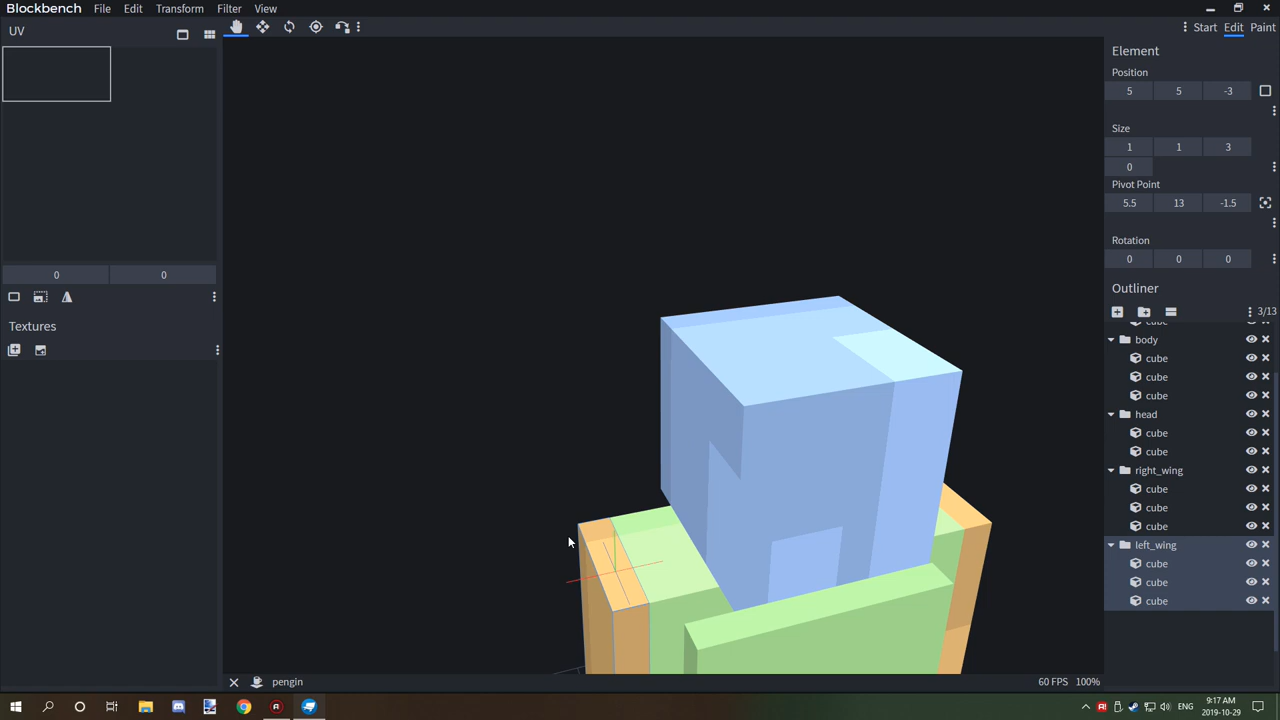 Blockbench File Edit Transform Filter View
UV
Start Edit Paint
Element
Position
5 5 -3
Size
1 1 3
0
Pivot Point
5.5 13 -1.5
Rotation
0 0 0
0 0
Outliner
3/13
Textures
cube
body
cube
cube
cube
head
cube
cube
right_wing
cube
cube
cube
left_wing
cube
cube
cube
pengin
60 FPS 100%
ENG
9:17 AM
2019-10-29